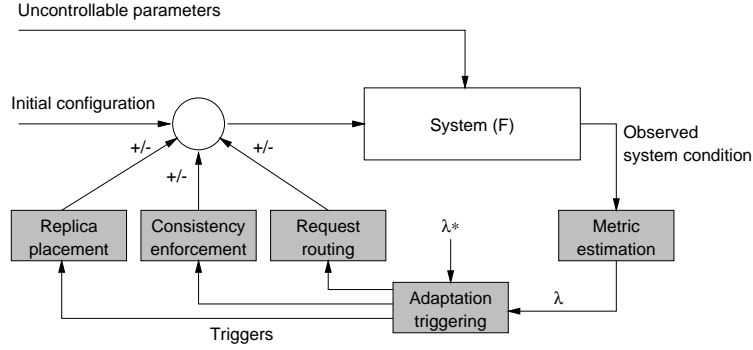 Uncontrollable parameters
Initial configuration
System (F)
Observed
system condition
+/-
+/-
+/-
Replica
placement
Consistency
enforcement
Request
routing
λ*
Metric
estimation
Adaptation
triggering
λ
Triggers